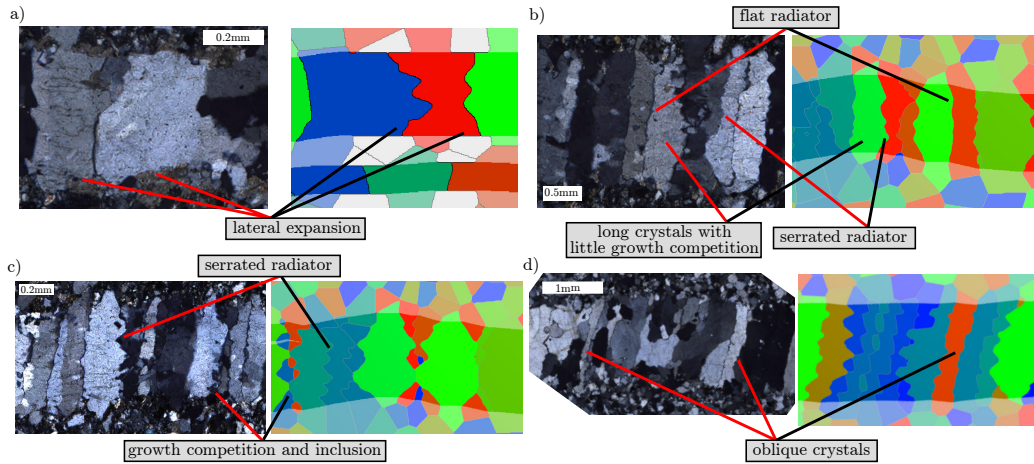 a)
0.2mm
lateral expansion
b)
flat radiator
0.5mm
long crystals with
little growth competition
serrated radiator
c)
serrated radiator
0.2mm
growth competition and inclusion
d)
1mm
oblique crystals